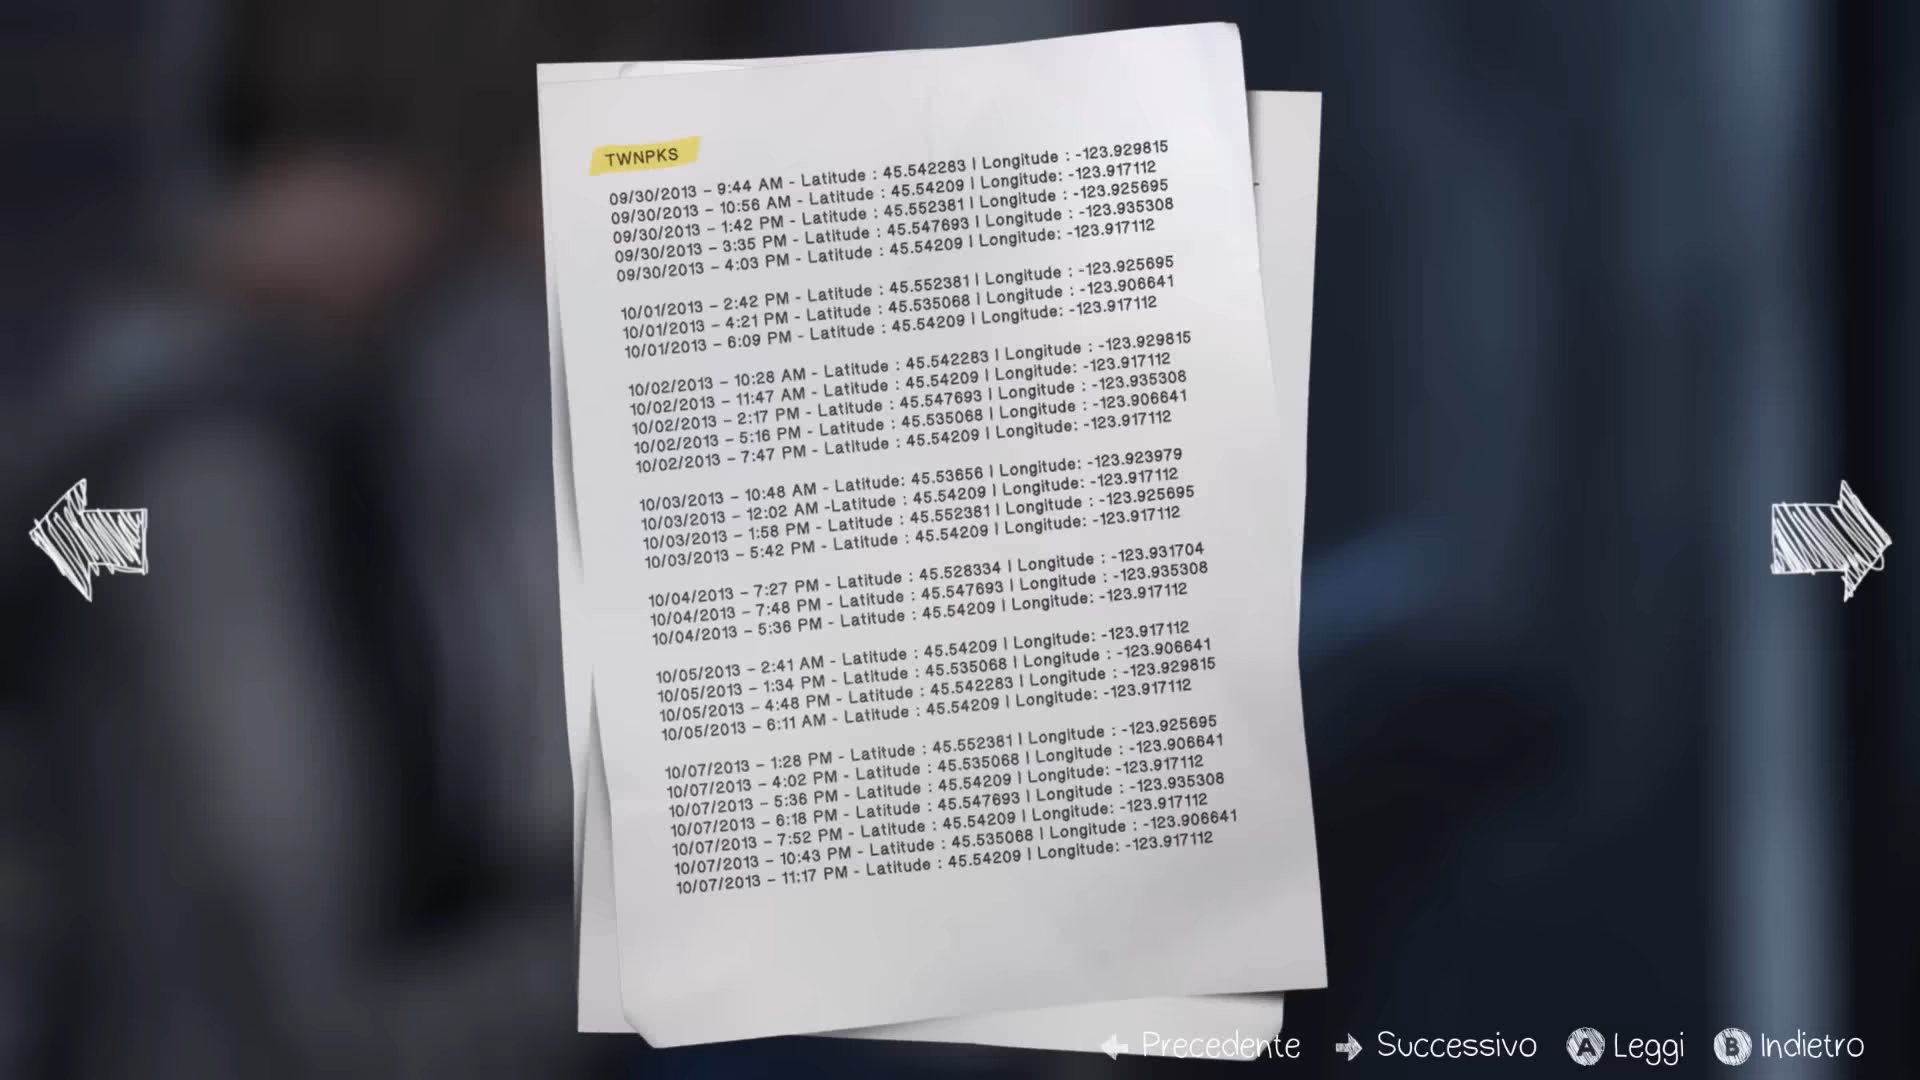 TWNPKS
09/30/2013 – 9:44 AM - Latitude : 45.542283 | Longitude : -123.929815
09/30/2013 – 10:56 AM - Latitude : 45.54209 | Longitude: -123.917112
09/30/2013 – 1:42 PM - Latitude : 45.552381 | Longitude : -123.925695
09/30/2013 – 3:35 PM - Latitude : 45.547693 | Longitude : -123.935308
09/30/2013 – 4:03 PM - Latitude : 45.54209 | Longitude: -123.917112
10/01/2013 – 2:42 PM - Latitude : 45.552381 | Longitude : -123.925695
10/01/2013 – 4:21 PM - Latitude : 45.535068 | Longitude : -123.906641
10/01/2013 – 6:09 PM - Latitude : 45.54209 | Longitude: -123.917112
10/02/2013 – 10:28 AM - Latitude : 45.542283 | Longitude : -123.929815
10/02/2013 – 11:47 AM - Latitude : 45.54209 | Longitude: -123.917112
10/02/2013 – 2:17 PM - Latitude : 45.547693 | Longitude : -123.935308
10/02/2013 – 5:16 PM - Latitude : 45.535068 | Longitude : -123.906641
10/02/2013 – 7:47 PM - Latitude : 45.54209 | Longitude: -123.917112
10/03/2013 – 10:48 AM - Latitude: 45.53656 | Longitude: -123.923979
10/03/2013 – 12:02 AM -Latitude : 45.54209 | Longitude: -123.917112
10/03/2013 – 1:58 PM - Latitude : 45.552381 | Longitude : -123.925695
10/03/2013 – 5:42 PM - Latitude : 45.54209 | Longitude: -123.917112
10/04/2013 – 7:27 PM - Latitude : 45.528334 | Longitude : -123.931704
10/04/2013 – 7:48 PM - Latitude : 45.547693 | Longitude : -123.935308
10/04/2013 – 5:36 PM - Latitude : 45.54209 | Longitude: -123.917112
10/05/2013 – 2:41 AM - Latitude : 45.54209 | Longitude: -123.917112
10/05/2013 – 1:34 PM - Latitude : 45.535068 | Longitude : -123.906641
10/05/2013 – 4:48 PM - Latitude : 45.542283 | Longitude : -123.929815
10/05/2013 – 6:11 AM - Latitude : 45.54209 | Longitude: -123.917112
10/07/2013 – 1:28 PM - Latitude : 45.552381 | Longitude : -123.925695
10/07/2013 – 4:02 PM - Latitude : 45.535068 | Longitude : -123.906641
10/07/2013 – 5:36 PM - Latitude : 45.54209 | Longitude: -123.917112
10/07/2013 – 6:18 PM - Latitude : 45.547693 | Longitude : -123.935308
10/07/2013 – 7:52 PM - Latitude : 45.54209 | Longitude: -123.917112
10/07/2013 – 10:43 PM - Latitude : 45.535068 | Longitude : -123.906641
10/07/2013 – 11:17 PM - Latitude : 45.54209 | Longitude: -123.917112
Precedente Successivo A Leggi B Indietro